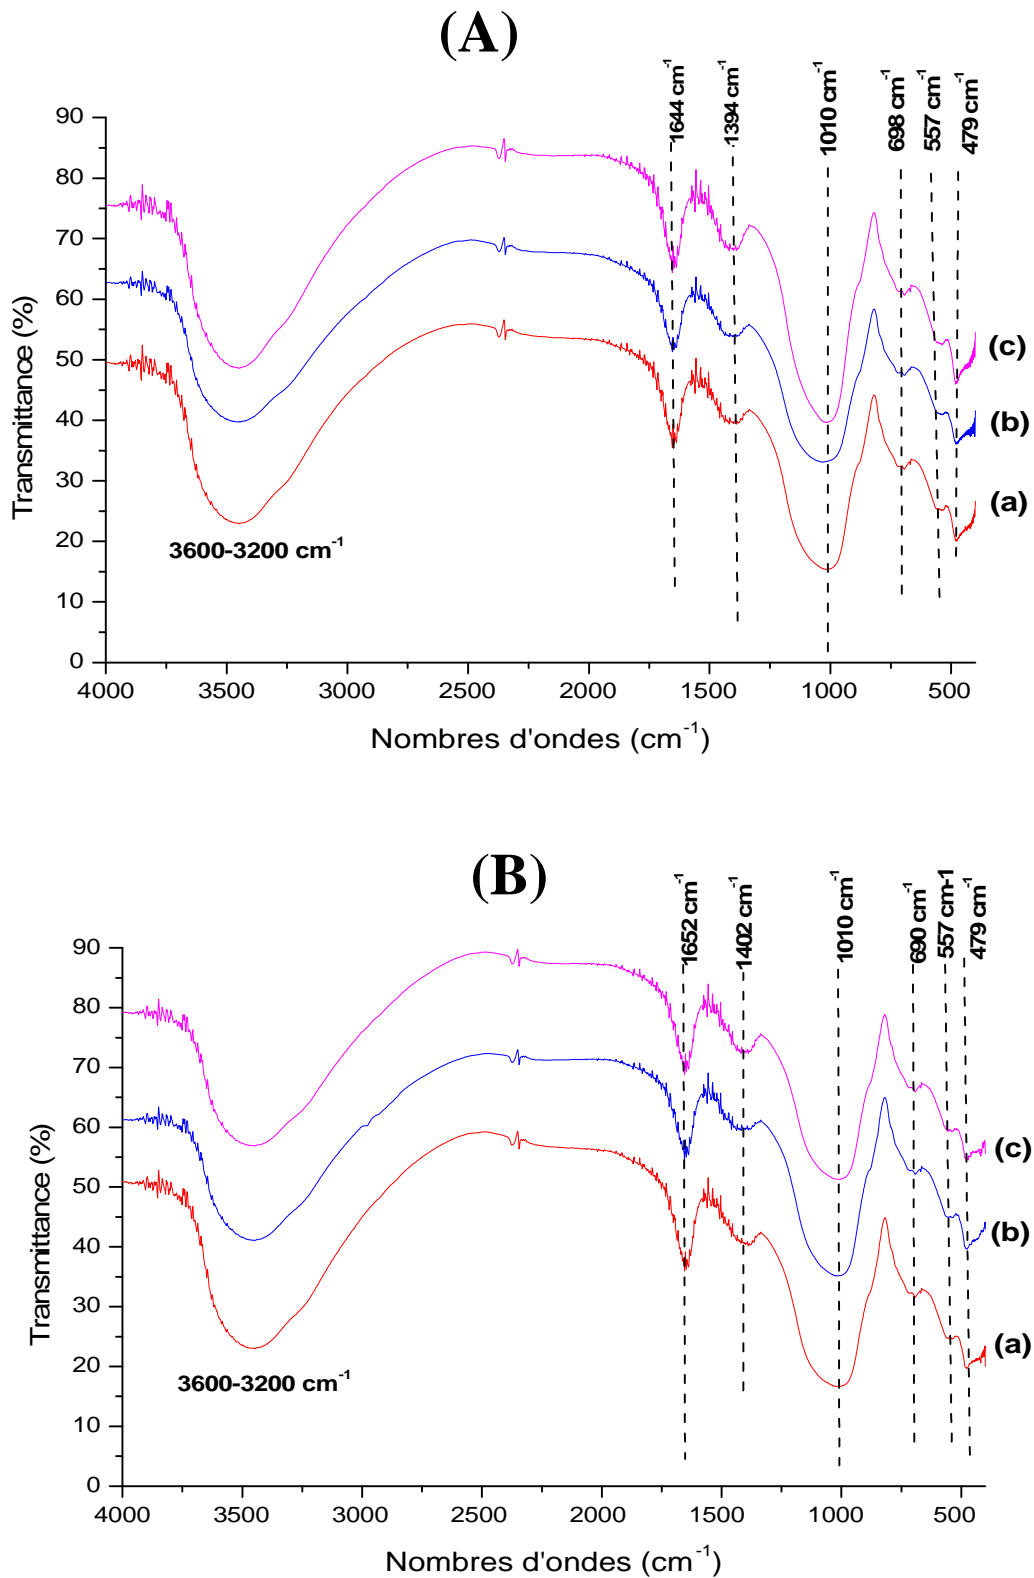 (A)
1644 cm⁻¹
1394 cm⁻¹
1010 cm⁻¹
698 cm⁻¹
557 cm⁻¹
479 cm⁻¹
Transmittance (%)
90
80
70
60
50
40
30
20
10
0
(c)
(b)
(a)
3600-3200 cm⁻¹
4000 3500 3000 2500 2000 1500 1000 500
Nombres d'ondes (cm⁻¹)
(B)
1652 cm⁻¹
1402 cm⁻¹
1010 cm⁻¹
690 cm⁻¹
557 cm-1
479 cm⁻¹
Transmittance (%)
90
80
70
60
50
40
30
20
10
0
(c)
(b)
(a)
3600-3200 cm⁻¹
4000 3500 3000 2500 2000 1500 1000 500
Nombres d'ondes (cm⁻¹)